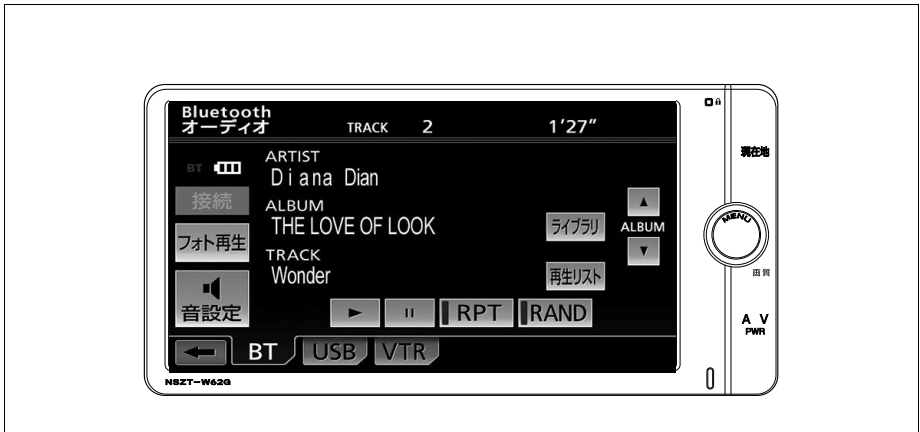 Bluetooth
オーディオ TRACK 2 1'27"
BT
ARTIST
Diana Dian
接続
ALBUM
THE LOVE OF LOOK
ライブラリ
ALBUM
フォト再生
TRACK
Wonder
再生リスト
音設定
RPT
RAND
BT
USB
VTR
NSZT-W62G
現在地
MENU
画質
A V
PWR